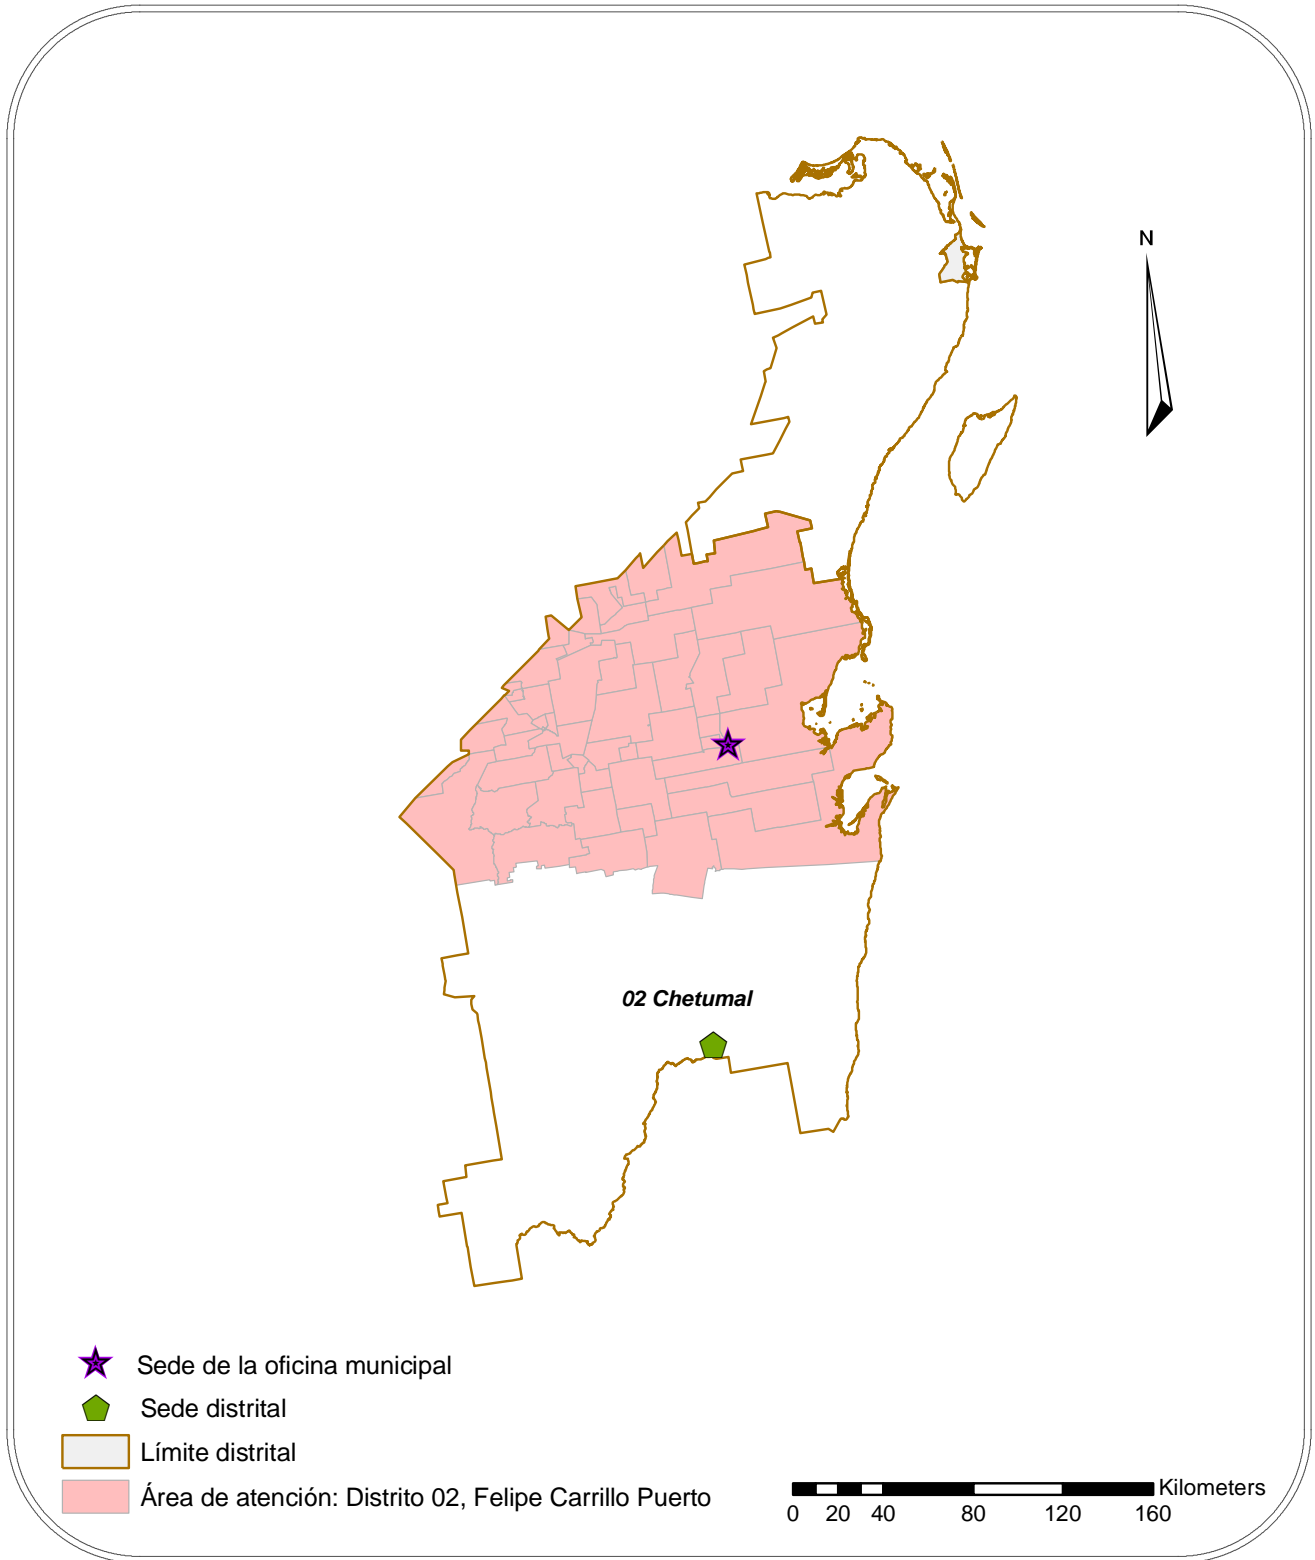 N
02 Chetumal
Sede de la oficina municipal
Sede distrital
Límite distrital
Área de atención: Distrito 02, Felipe Carrillo Puerto
Kilometers
0 20 40 80 120 160